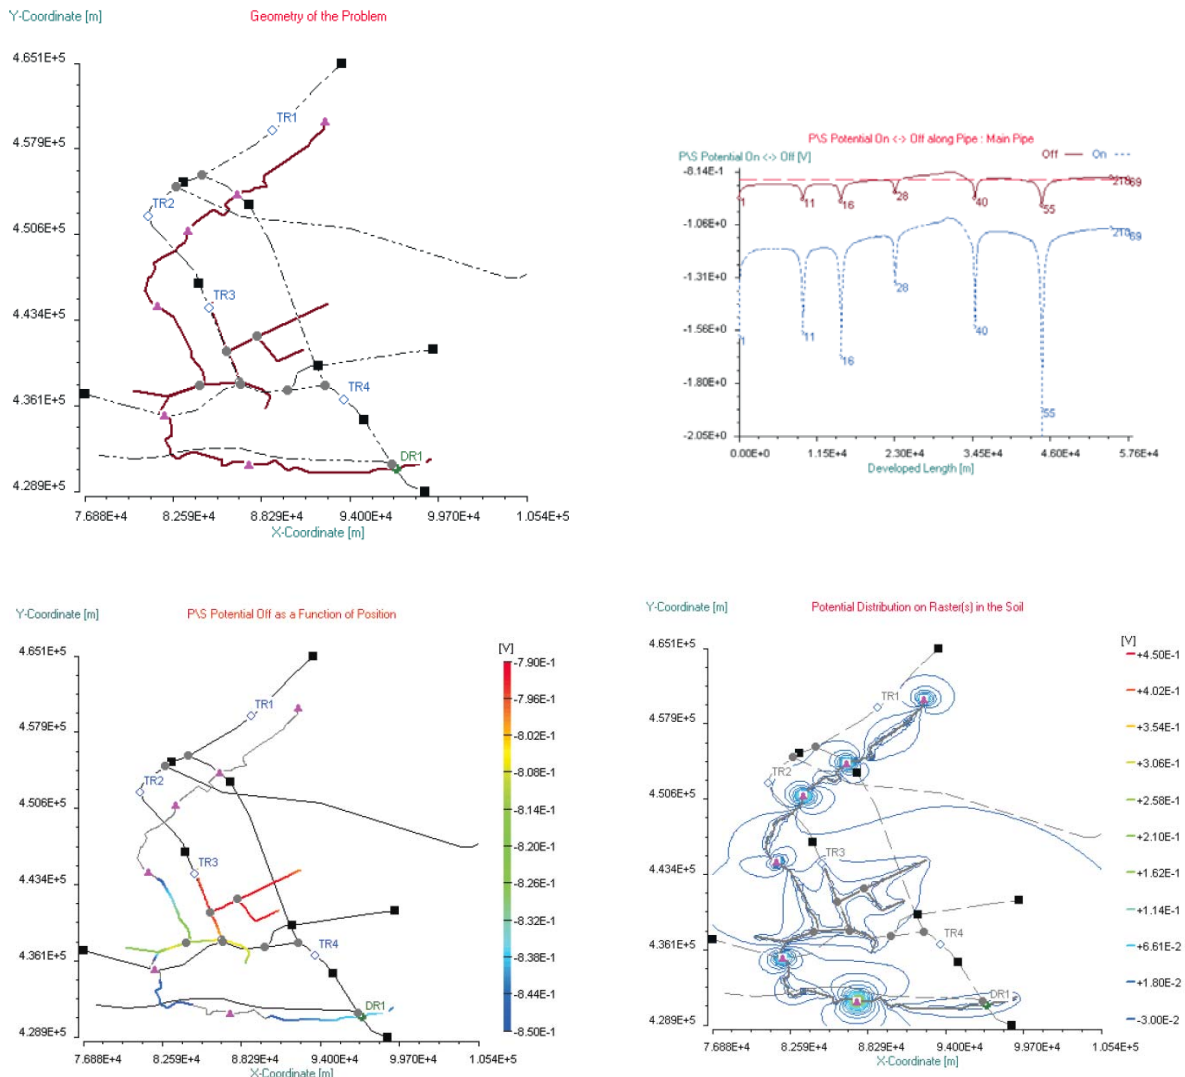 Y-Coordinate [m] Geometry of the Problem
4.651E+5
4.579E+5
4.506E+5
4.434E+5
4.361E+5
4.289E+5
TR1
TR2
TR3
TR4
DR1
7.688E+4 8.259E+4 8.829E+4 9.400E+4 9.970E+4 1.054E+5
X-Coordinate [m]
P\S Potential On <-> Off along Pipe : Main Pipe
P\S Potential On <-> Off [V] Off On
-8.14E-1
-1.06E+0
-1.31E+0
-1.56E+0
-1.80E+0
-2.05E+0
1 11 16 28 40 55
1 11 16 28 40 55
0.00E+0 1.15E+4 2.30E+4 3.45E+4 4.60E+4 5.76E+4
Developed Length [m]
Y-Coordinate [m] P\S Potential Off as a Function of Position
4.651E+5
4.579E+5
4.506E+5
4.434E+5
4.361E+5
4.289E+5
TR1
TR2
TR3
TR4
DR1
[V]
-7.90E-1
-7.96E-1
-8.02E-1
-8.08E-1
-8.14E-1
-8.20E-1
-8.26E-1
-8.32E-1
-8.38E-1
-8.44E-1
-8.50E-1
7.688E+4 8.259E+4 8.829E+4 9.400E+4 9.970E+4 1.054E+5
X-Coordinate [m]
Y-Coordinate [m] Potential Distribution on Raster(s) in the Soil
4.651E+5
4.579E+5
4.506E+5
4.434E+5
4.361E+5
4.289E+5
TR1
TR2
TR3
TR4
DR1
[V]
+4.50E-1
+4.02E-1
+3.54E-1
+3.06E-1
+2.58E-1
+2.10E-1
+1.62E-1
+1.14E-1
+6.61E-2
+1.80E-2
-3.00E-2
7.688E+4 8.259E+4 8.829E+4 9.400E+4 9.970E+4 1.054E+5
X-Coordinate [m]